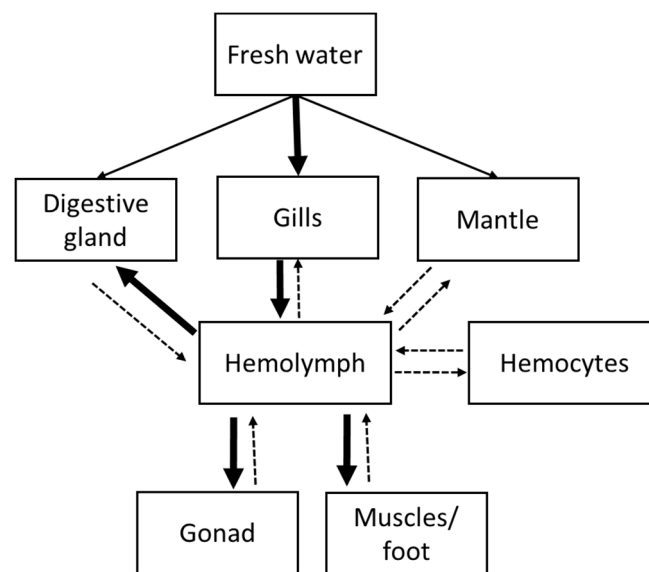 Fresh water
Digestive
gland
Gills
Mantle
Hemolymph
Hemocytes
Gonad
Muscles/
foot